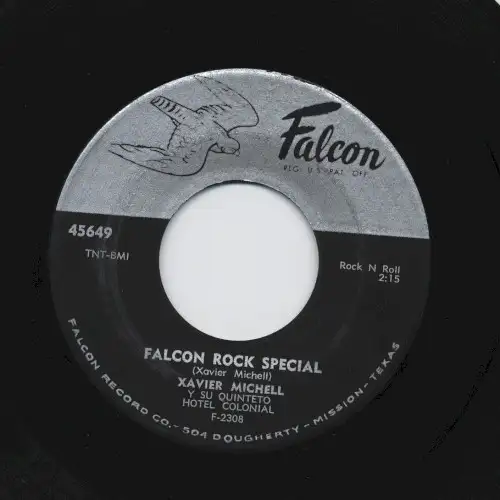 Falcon
REG. U.S. PAT. OFF.
45649
TNT-BMI
Rock N Roll
2:15
FALCON ROCK SPECIAL
(Xavier Michell)
XAVIER MICHELL
Y SU QUINTETO
HOTEL COLONIAL
F-2308
FALCON RECORD CO.-504 DOUGHERTY-MISSION-TEXAS